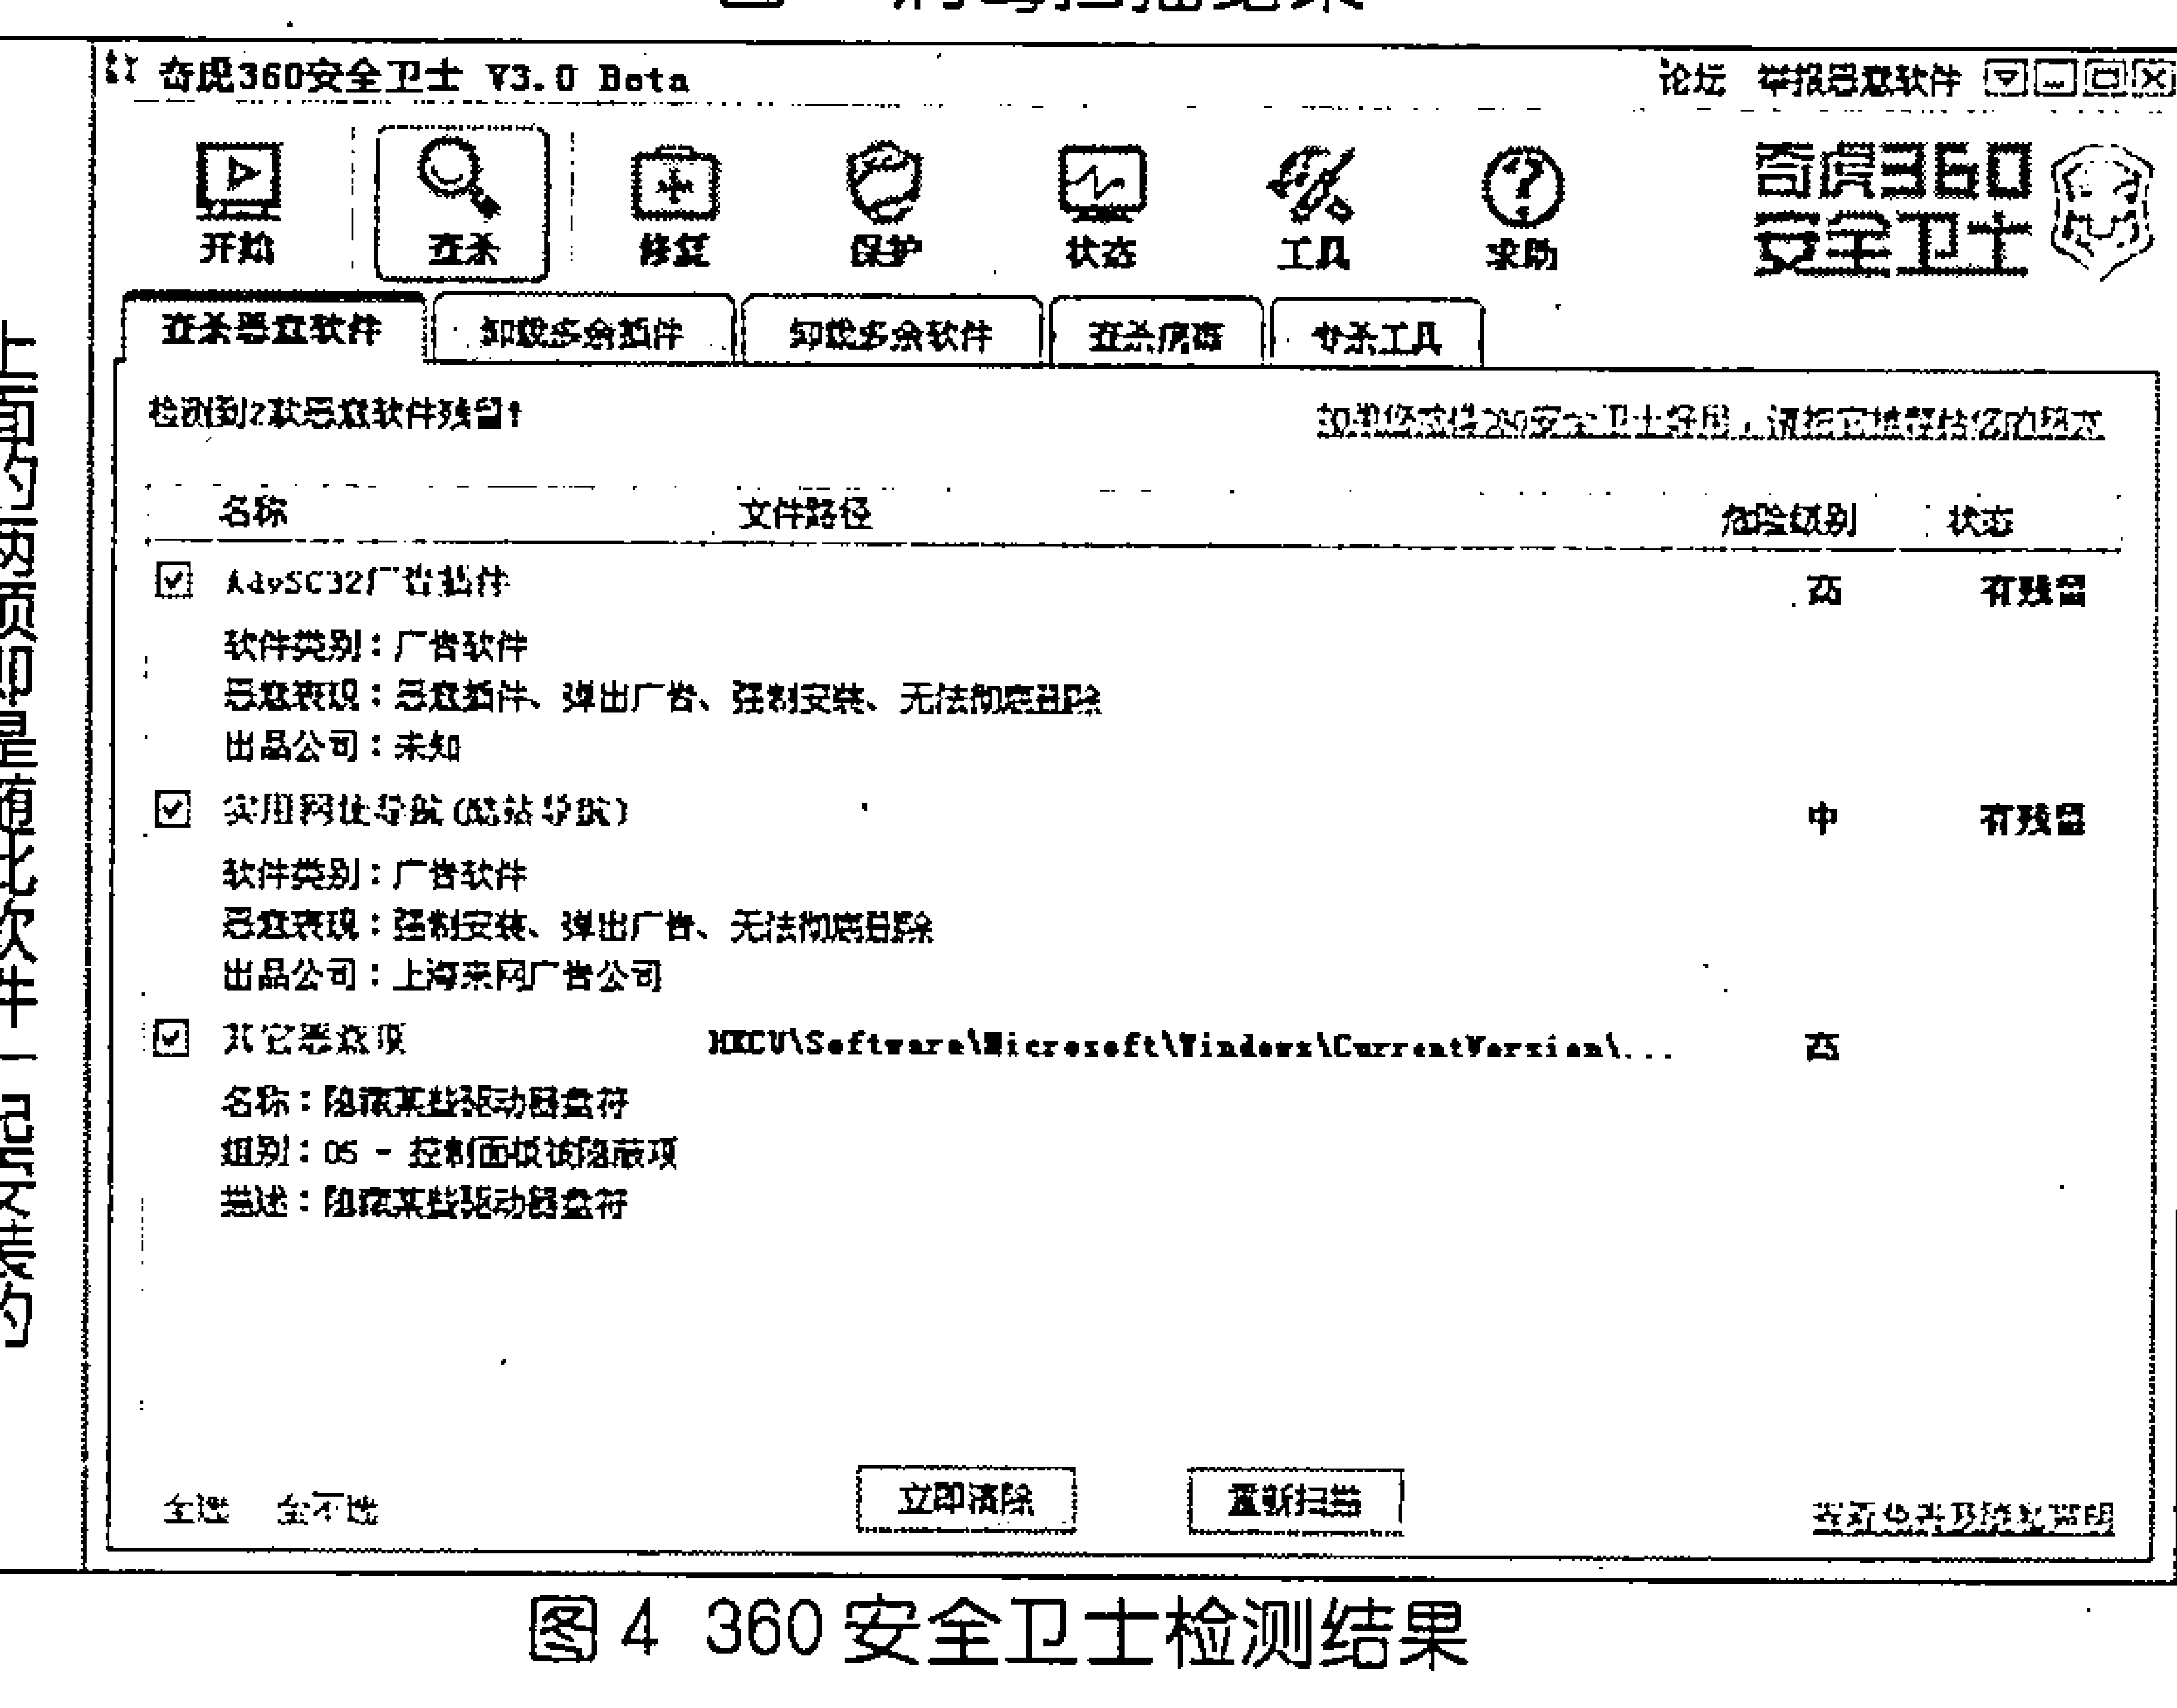 奇虎360安全卫士 V3.0 Beta 论坛 举报恶意软件
开始 查杀 修复 保护 状态 工具 求助
奇虎360
安全卫士
查杀恶意软件 卸载多余插件 卸载多余软件 查杀病毒 专杀工具
检测到2款恶意软件残留!
名称 文件路径 危险级别 状态
AdvSC32广告插件 高 有残留
软件类别:广告软件
恶意表现:恶意插件、弹出广告、强制安装、无法彻底删除
出品公司:未知
实用网址导航(酷站导航) 中 有残留
软件类别:广告软件
恶意表现:强制安装、弹出广告、无法彻底删除
出品公司:上海来网广告公司
其它恶意项 HKCU\Software\Microsoft\Windows\CurrentVersion\... 高
名称:隐藏某些驱动器盘符
组别:O5 - 控制面板被隐蔽项
描述:隐藏某些驱动器盘符
全选 全不选 立即清除 重新扫描
图 4 360 安全卫士检测结果